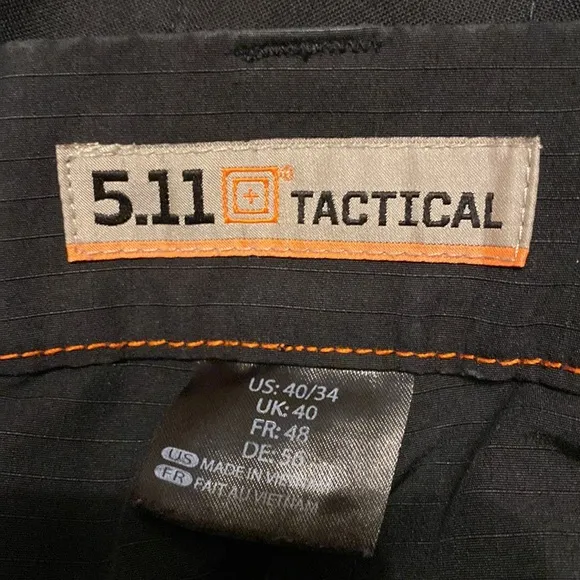 5.11® TACTICAL
US: 40/34
UK: 40
FR: 48
DE: 56
US MADE IN VIETNAM
FR FAIT AU VIETNAM